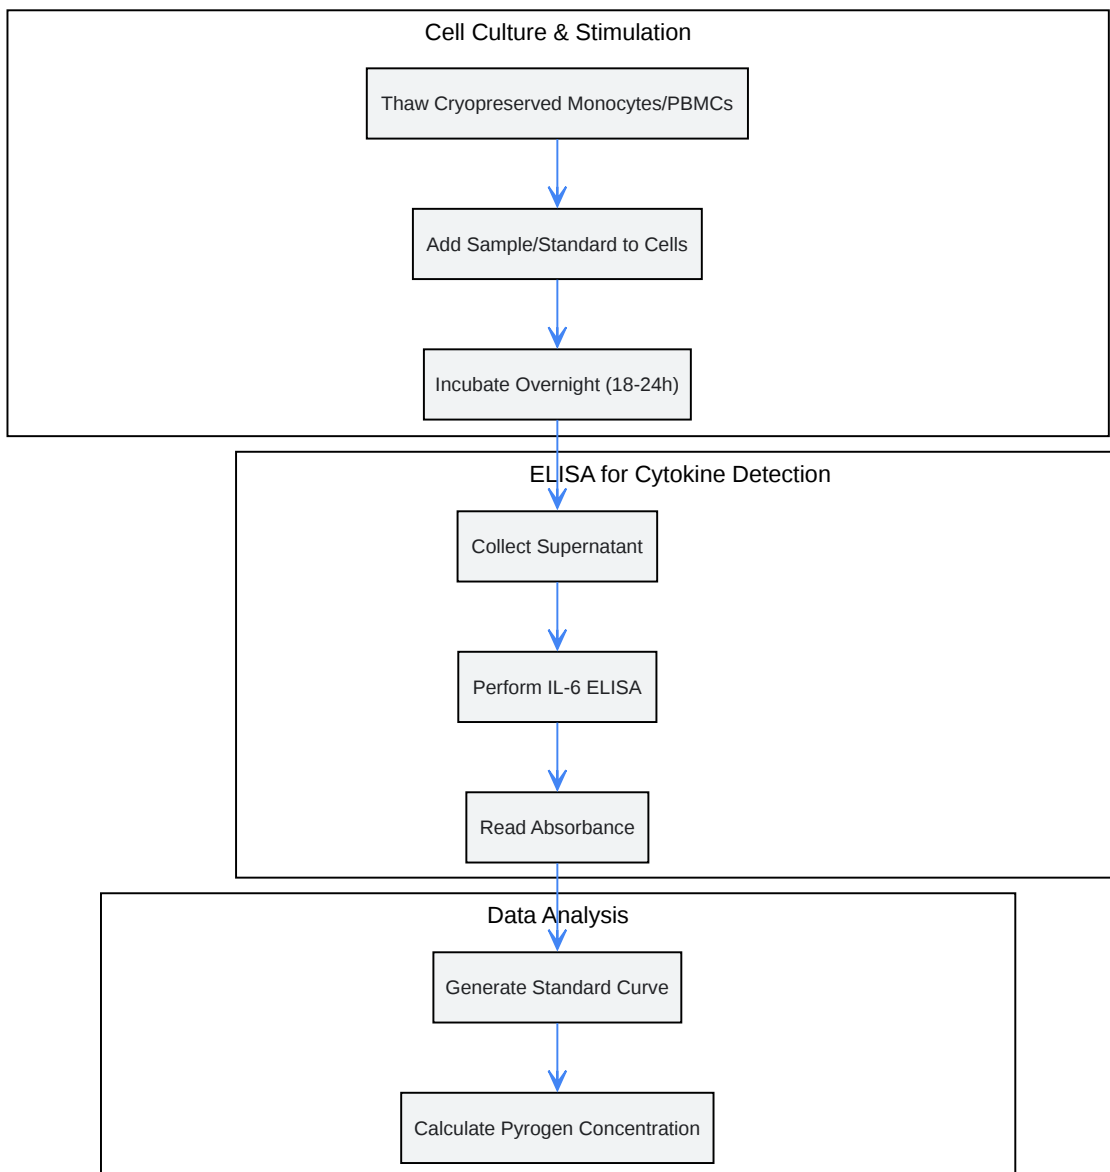 Cell Culture & Stimulation
Thaw Cryopreserved Monocytes/PBMCs
Add Sample/Standard to Cells
Incubate Overnight (18-24h)
ELISA for Cytokine Detection
Collect Supernatant
Perform IL-6 ELISA
Read Absorbance
Data Analysis
Generate Standard Curve
Calculate Pyrogen Concentration